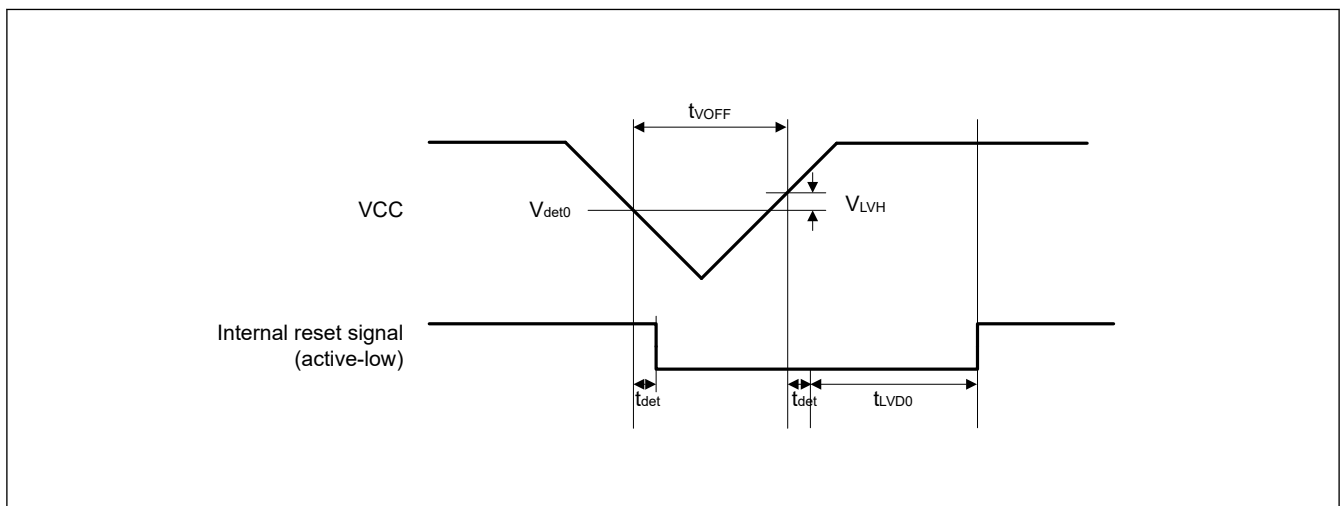 tVOFF
VCC
Vdet0
VLVH
Internal reset signal
(active-low)
tdet
tdet
tLVD0